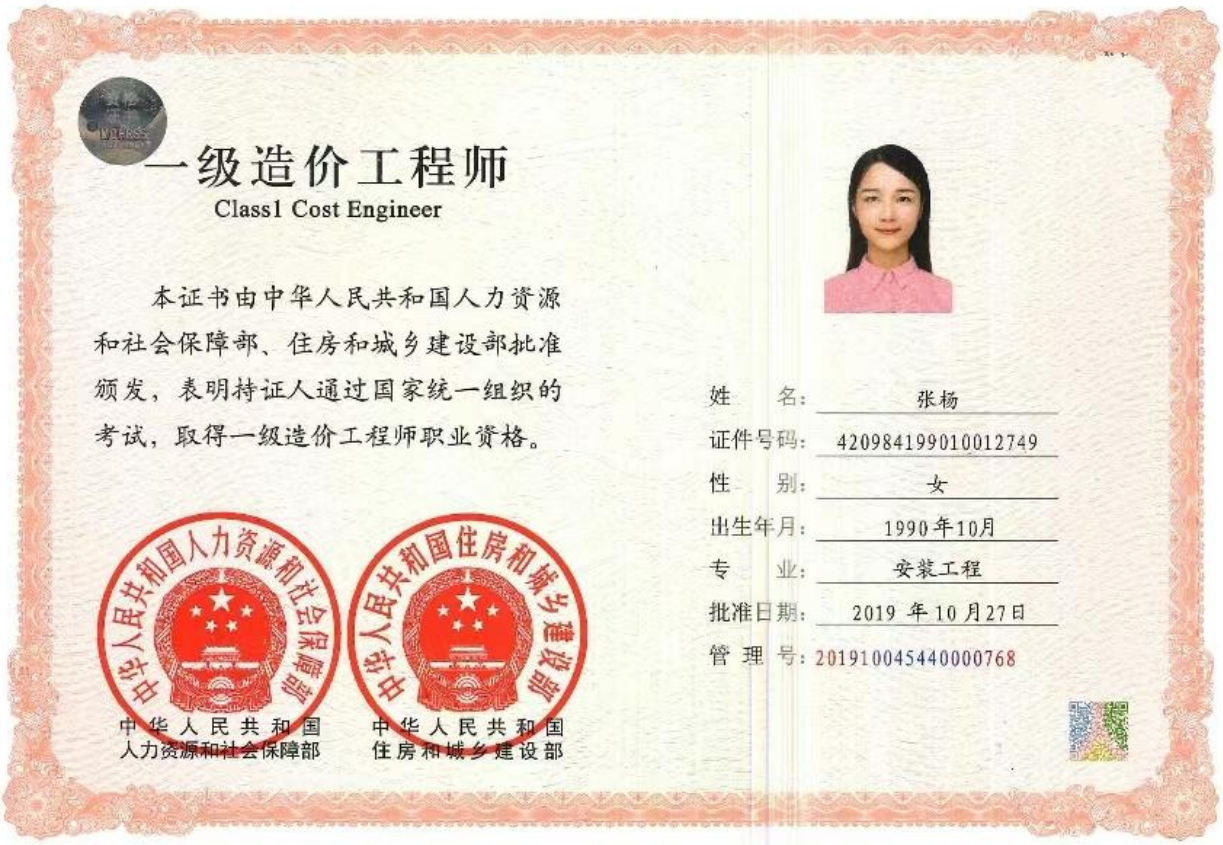 一级造价工程师
Class1 Cost Engineer
本证书由中华人民共和国人力资源
和社会保障部、住房和城乡建设部批准
颁发，表明持证人通过国家统一组织的
考试，取得一级造价工程师职业资格。
中华人民共和国人力资源和社会保障部
中华人民共和国住房和城乡建设部
中华人民共和国
人力资源和社会保障部
中华人民共和国
住房和城乡建设部
姓名：张杨
证件号码：420984199010012749
性别：女
出生年月：1990年10月
专业：安装工程
批准日期：2019 年 10 月27日
管理号：201910045440000768